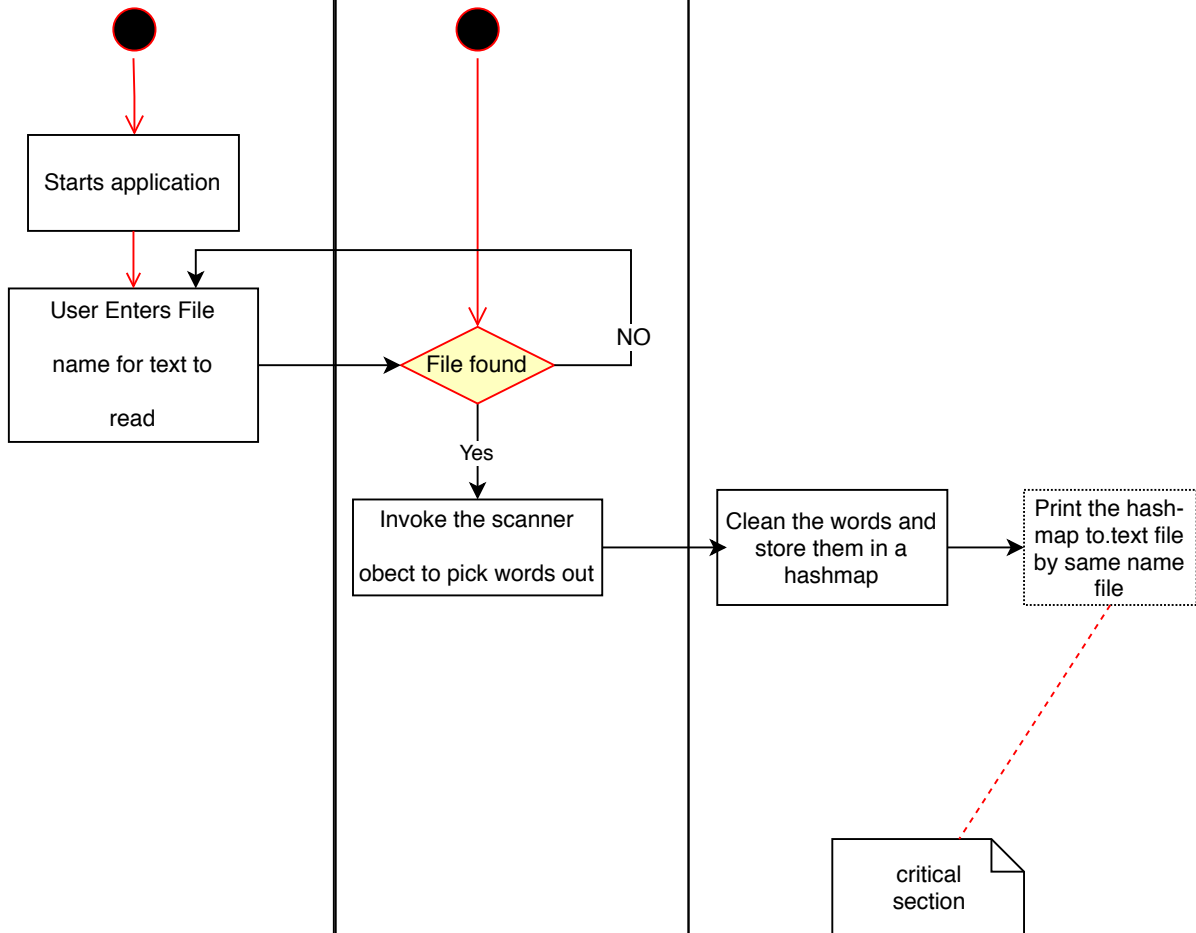 Starts application
User Enters File
name for text to
read
File found
NO
Yes
Invoke the scanner
obect to pick words out
Clean the words and
store them in a
hashmap
Print the hash-
map to.text file
by same name
file
critical
section